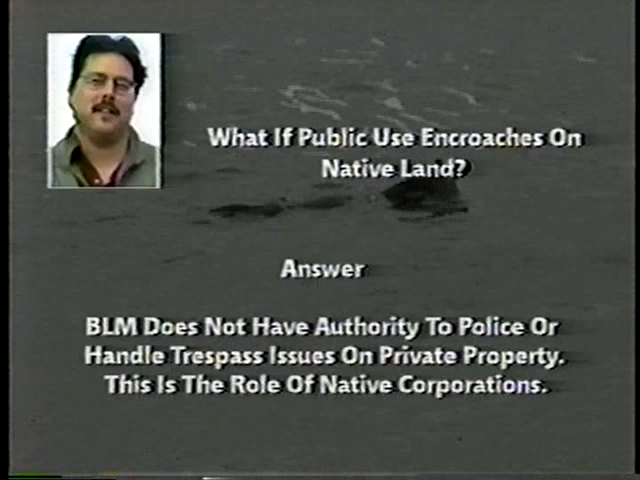 What If Public Use Encroaches On
Native Land?
Answer
BLM Does Not Have Authority To Police Or
Handle Trespass Issues On Private Property.
This Is The Role Of Native Corporations.